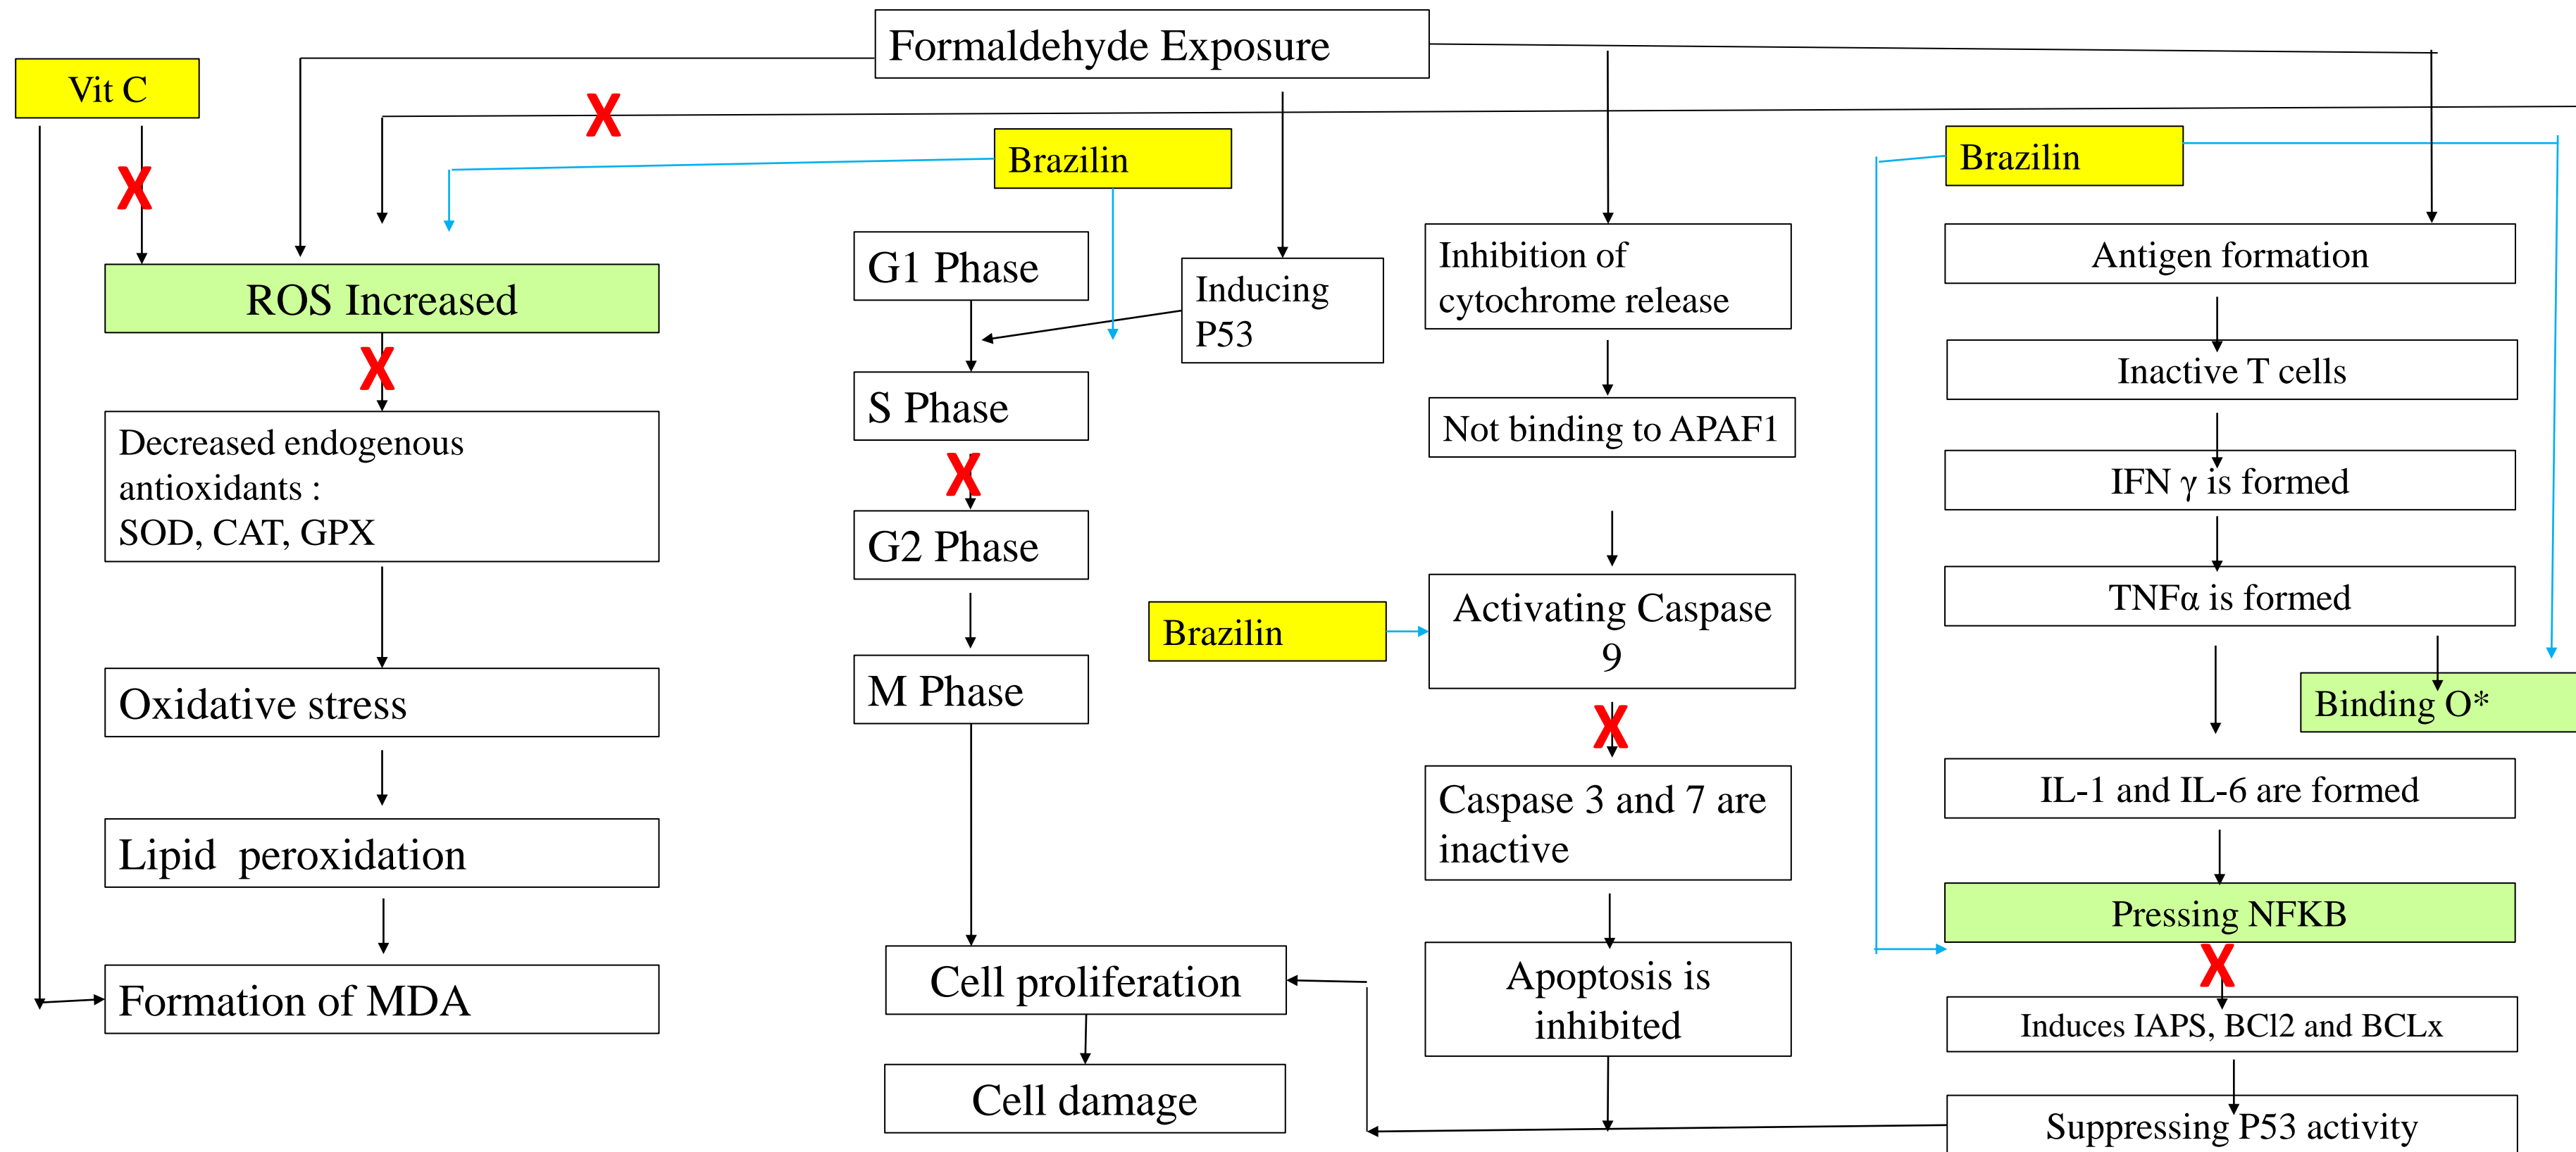 Formaldehyde Exposure
Vit C
X
X
Brazilin
Brazilin
ROS Increased
X
Decreased endogenous
antioxidants :
SOD, CAT, GPX
Oxidative stress
Lipid peroxidation
Formation of MDA
G1 Phase
Inducing
P53
S Phase
X
G2 Phase
M Phase
Cell proliferation
Cell damage
Inhibition of
cytochrome release
Not binding to APAF1
Brazilin
Activating Caspase
9
X
Caspase 3 and 7 are
inactive
Apoptosis is
inhibited
Antigen formation
Inactive T cells
IFN γ is formed
TNFα is formed
Binding O*
IL-1 and IL-6 are formed
Pressing NFKB
X
Induces IAPS, BCl2 and BCLx
Suppressing P53 activity